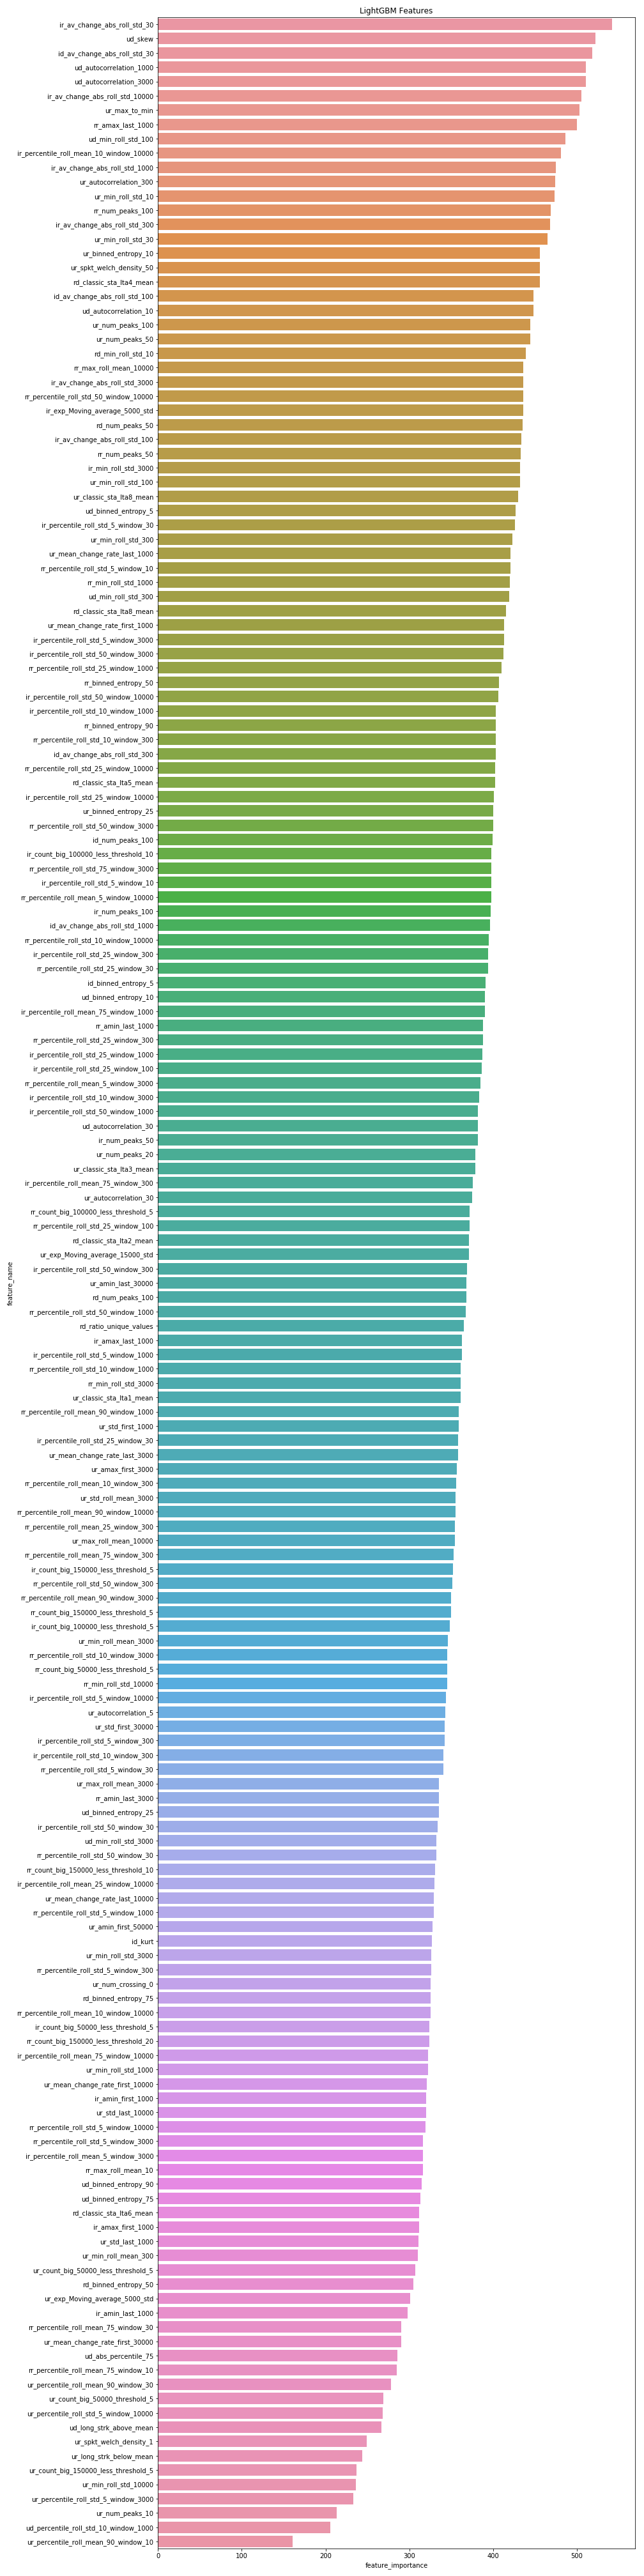 LightGBM Features
ir_av_change_abs_roll_std_30
ud_skew
id_av_change_abs_roll_std_30
ud_autocorrelation_1000
ud_autocorrelation_3000
ir_av_change_abs_roll_std_10000
ur_max_to_min
rr_amax_last_1000
ud_min_roll_std_100
ir_percentile_roll_mean_10_window_10000
ir_av_change_abs_roll_std_1000
ur_autocorrelation_300
ur_min_roll_std_10
rr_num_peaks_100
ir_av_change_abs_roll_std_300
ur_min_roll_std_30
ur_binned_entropy_10
ur_spkt_welch_density_50
rd_classic_sta_lta4_mean
id_av_change_abs_roll_std_100
ud_autocorrelation_10
ur_num_peaks_100
ur_num_peaks_50
rd_min_roll_std_10
rr_max_roll_mean_10000
ir_av_change_abs_roll_std_3000
rr_percentile_roll_std_50_window_10000
ir_exp_Moving_average_5000_std
rd_num_peaks_50
ir_av_change_abs_roll_std_100
rr_num_peaks_50
ir_min_roll_std_3000
ur_min_roll_std_100
ur_classic_sta_lta8_mean
ud_binned_entropy_5
ir_percentile_roll_std_5_window_30
ur_min_roll_std_300
ur_mean_change_rate_last_1000
rr_percentile_roll_std_5_window_10
rr_min_roll_std_1000
ud_min_roll_std_300
rd_classic_sta_lta8_mean
ur_mean_change_rate_first_1000
ir_percentile_roll_std_5_window_3000
ir_percentile_roll_std_50_window_3000
rr_percentile_roll_std_25_window_1000
rr_binned_entropy_50
ir_percentile_roll_std_50_window_10000
ir_percentile_roll_std_10_window_1000
rr_binned_entropy_90
rr_percentile_roll_std_10_window_300
id_av_change_abs_roll_std_300
rr_percentile_roll_std_25_window_10000
rd_classic_sta_lta5_mean
ir_percentile_roll_std_25_window_10000
ur_binned_entropy_25
rr_percentile_roll_std_50_window_3000
id_num_peaks_100
ir_count_big_100000_less_threshold_10
rr_percentile_roll_std_75_window_3000
ir_percentile_roll_std_5_window_10
rr_percentile_roll_mean_5_window_10000
ir_num_peaks_100
id_av_change_abs_roll_std_1000
rr_percentile_roll_std_10_window_10000
ir_percentile_roll_std_25_window_300
rr_percentile_roll_std_25_window_30
id_binned_entropy_5
ud_binned_entropy_10
ir_percentile_roll_mean_75_window_1000
rr_amin_last_1000
rr_percentile_roll_std_25_window_300
ir_percentile_roll_std_25_window_1000
ir_percentile_roll_std_25_window_100
rr_percentile_roll_mean_5_window_3000
ir_percentile_roll_std_10_window_3000
ir_percentile_roll_std_50_window_1000
ud_autocorrelation_30
ir_num_peaks_50
ur_num_peaks_20
ur_classic_sta_lta3_mean
ir_percentile_roll_mean_75_window_300
ur_autocorrelation_30
rr_count_big_100000_less_threshold_5
rr_percentile_roll_std_25_window_100
rd_classic_sta_lta2_mean
ur_exp_Moving_average_15000_std
ir_percentile_roll_std_50_window_300
ur_amin_last_30000
rd_num_peaks_100
rr_percentile_roll_std_50_window_1000
rd_ratio_unique_values
ir_amax_last_1000
ir_percentile_roll_std_5_window_1000
rr_percentile_roll_std_10_window_1000
rr_min_roll_std_3000
ur_classic_sta_lta1_mean
rr_percentile_roll_mean_90_window_1000
ur_std_first_1000
ir_percentile_roll_std_25_window_30
ur_mean_change_rate_last_3000
ur_amax_first_3000
rr_percentile_roll_mean_10_window_300
ur_std_roll_mean_3000
rr_percentile_roll_mean_90_window_10000
rr_percentile_roll_mean_25_window_300
ur_max_roll_mean_10000
rr_percentile_roll_mean_75_window_300
ir_count_big_150000_less_threshold_5
rr_percentile_roll_std_50_window_300
rr_percentile_roll_mean_90_window_3000
rr_count_big_150000_less_threshold_5
ir_count_big_100000_less_threshold_5
ur_min_roll_mean_3000
rr_percentile_roll_std_10_window_3000
rr_count_big_50000_less_threshold_5
rr_min_roll_std_10000
ir_percentile_roll_std_5_window_10000
ur_autocorrelation_5
ur_std_first_30000
ir_percentile_roll_std_5_window_300
ir_percentile_roll_std_10_window_300
rr_percentile_roll_std_5_window_30
ur_max_roll_mean_3000
rr_amin_last_3000
ud_binned_entropy_25
ir_percentile_roll_std_50_window_30
ud_min_roll_std_3000
rr_percentile_roll_std_50_window_30
rr_count_big_150000_less_threshold_10
ir_percentile_roll_mean_25_window_10000
ur_mean_change_rate_last_10000
rr_percentile_roll_std_5_window_1000
ur_amin_first_50000
id_kurt
ur_min_roll_std_3000
rr_percentile_roll_std_5_window_300
ur_num_crossing_0
rd_binned_entropy_75
rr_percentile_roll_mean_10_window_10000
ir_count_big_50000_less_threshold_5
rr_count_big_150000_less_threshold_20
ir_percentile_roll_mean_75_window_10000
ur_min_roll_std_1000
ur_mean_change_rate_first_10000
ir_amin_first_1000
ur_std_last_10000
rr_percentile_roll_std_5_window_10000
rr_percentile_roll_std_5_window_3000
ir_percentile_roll_mean_5_window_3000
rr_max_roll_mean_10
ud_binned_entropy_90
ud_binned_entropy_75
rd_classic_sta_lta6_mean
ir_amax_first_1000
ur_std_last_1000
ur_min_roll_mean_300
ur_count_big_50000_less_threshold_5
rd_binned_entropy_50
ur_exp_Moving_average_5000_std
ir_amin_last_1000
rr_percentile_roll_mean_75_window_30
ur_mean_change_rate_first_30000
ud_abs_percentile_75
rr_percentile_roll_mean_75_window_10
ur_percentile_roll_mean_90_window_30
ur_count_big_50000_threshold_5
ur_percentile_roll_std_5_window_10000
ud_long_strk_above_mean
ur_spkt_welch_density_1
ur_long_strk_below_mean
ur_count_big_150000_less_threshold_5
ur_min_roll_std_10000
ur_percentile_roll_std_5_window_3000
ur_num_peaks_10
ud_percentile_roll_std_10_window_1000
ur_percentile_roll_mean_90_window_10
feature_name
0 100 200 300 400 500
feature_importance